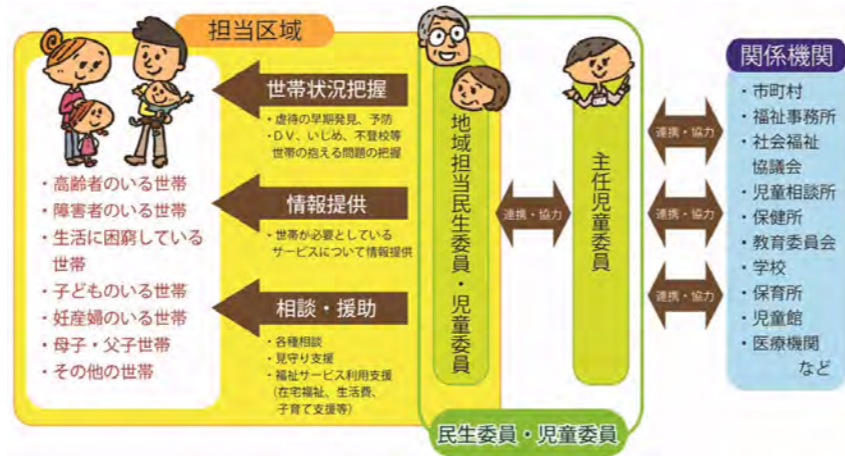 担当区域
・高齢者のいる世帯
・障害者のいる世帯
・生活に困窮している
世帯
・子どものいる世帯
・妊産婦のいる世帯
・母子・父子世帯
・その他の世帯
世帯状況把握
・虐待の早期発見、予防
・DV、いじめ、不登校等
世帯の抱える問題の把握
情報提供
・世帯が必要としている
サービスについて情報提供
相談・援助
・各種相談
・見守り支援
・福祉サービス利用支援
(在宅福祉、生活費、
子育て支援等)
地域担当民生委員・児童委員
連携・協力
主任児童委員
民生委員・児童委員
連携・協力
連携・協力
連携・協力
関係機関
・市町村
・福祉事務所
・社会福祉
協議会
・児童相談所
・保健所
・教育委員会
・学校
・保育所
・児童館
・医療機関
など